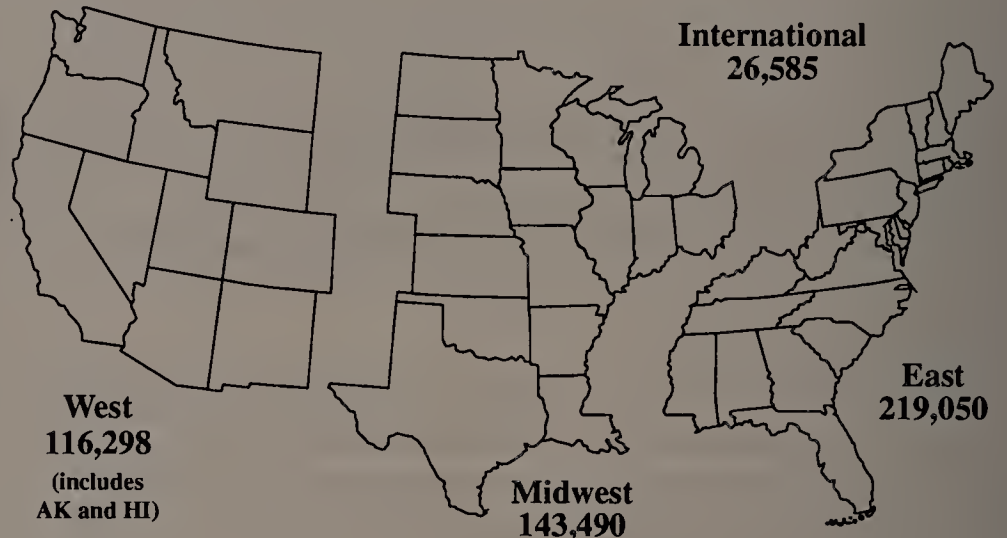 International
26,585
East
219,050
West
116,298
(includes
AK and HI)
Midwest
143,490